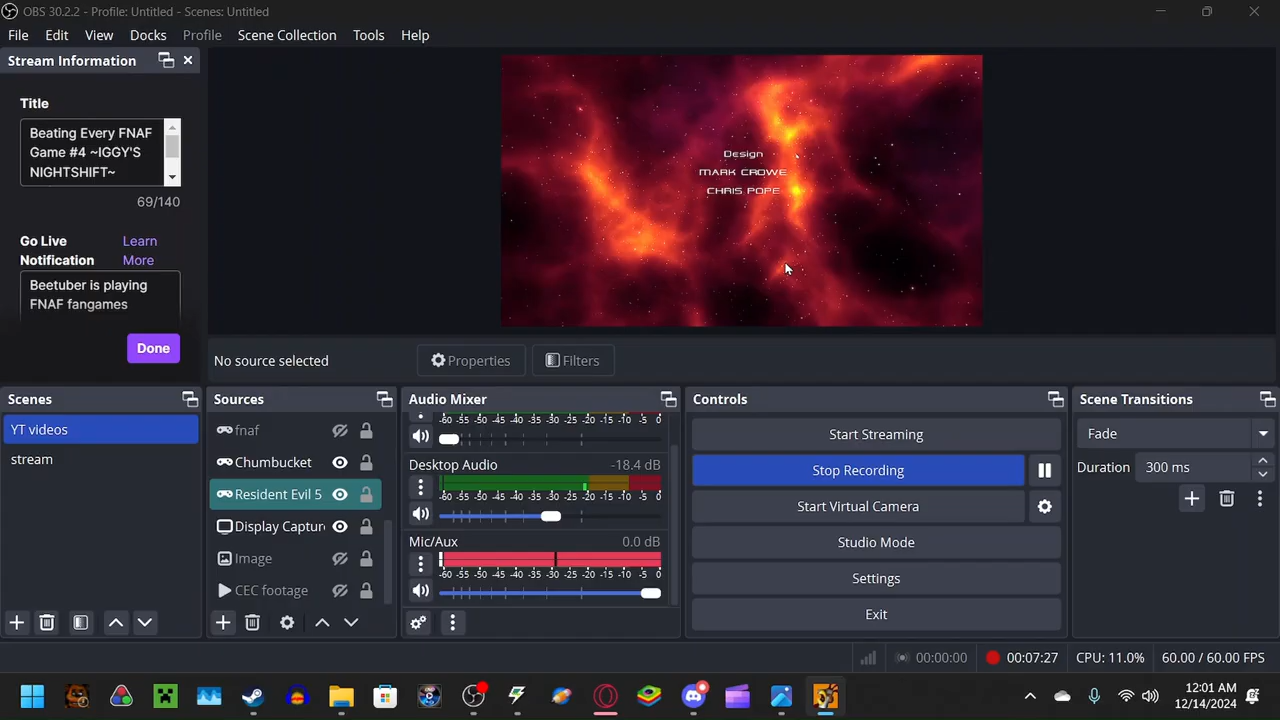 OBS 30.2.2 - Profile: Untitled - Scenes: Untitled
File Edit View Docks Profile Scene Collection Tools Help
Stream Information
Title
Beating Every FNAF
Game #4 ~IGGY'S
NIGHTSHIFT~
69/140
Go Live Learn
Notification More
Beetuber is playing
FNAF fangames
Done
Design
MARK CROWE
CHRIS POPE
No source selected Properties Filters
Scenes
YT videos
stream
Sources
fnaf
Chumbucket
Resident Evil 5
Display Captur
Image
CEC footage
Audio Mixer
-60 -55 -50 -45 -40 -35 -30 -25 -20 -15 -10 -5 0
Desktop Audio -18.4 dB
-60 -55 -50 -45 -40 -35 -30 -25 -20 -15 -10 -5 0
Mic/Aux 0.0 dB
-60 -55 -50 -45 -40 -35 -30 -25 -20 -15 -10 -5 0
Controls
Start Streaming
Stop Recording
Start Virtual Camera
Studio Mode
Settings
Exit
Scene Transitions
Fade
Duration 300 ms
00:00:00 00:07:27 CPU: 11.0% 60.00 / 60.00 FPS
12:01 AM
12/14/2024